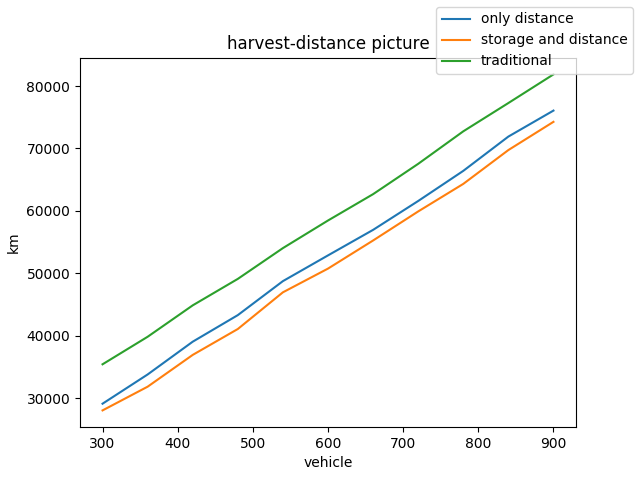 harvest-distance picture
only distance
storage and distance
traditional
km
80000
70000
60000
50000
40000
30000
300 400 500 600 700 800 900
vehicle